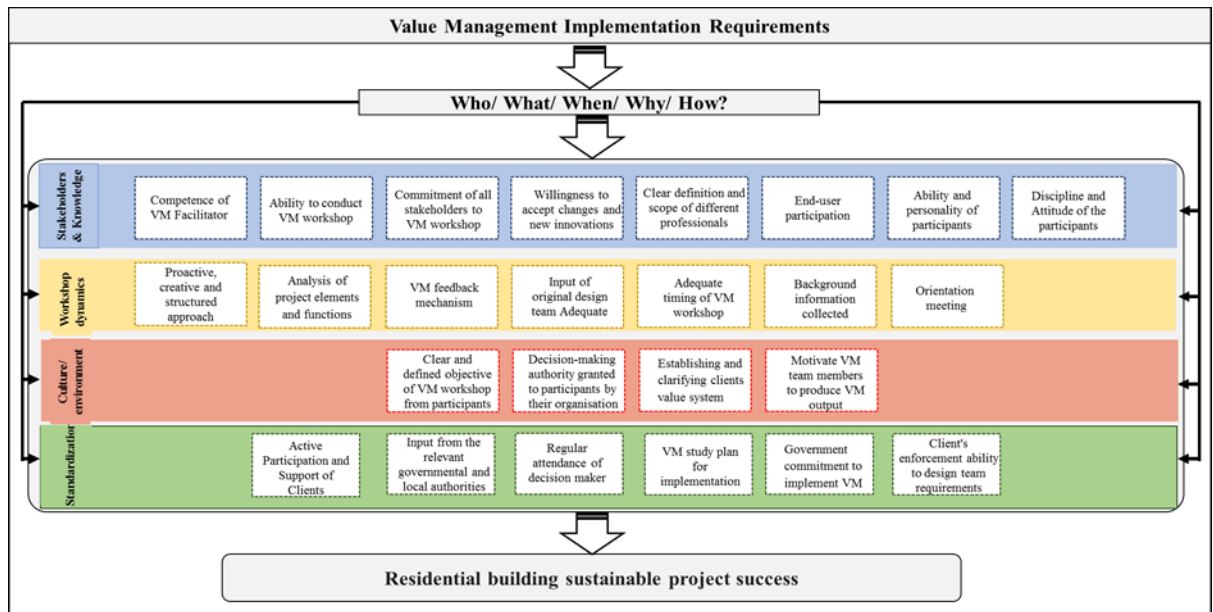 Value Management Implementation Requirements
Who/ What/ When/ Why/ How?
Stakeholders
& Knowledge
Competence of
VM Facilitator
Ability to conduct
VM workshop
Commitment of all
stakeholders to
VM workshop
Willingness to
accept changes and
new innovations
Clear definition and
scope of different
professionals
End-user
participation
Ability and
personality of
participants
Discipline and
Attitude of the
participants
Workshop
dynamics
Proactive,
creative and
structured
approach
Analysis of
project elements
and functions
VM feedback
mechanism
Input of
original design
team Adequate
Adequate
timing of VM
workshop
Background
information
collected
Orientation
meeting
Culture/
environment
Clear and
defined objective
of VM workshop
from participants
Decision-making
authority granted
to participants by
their organisation
Establishing and
clarifying clients
value system
Motivate VM
team members
to produce VM
output
Standardization
Active
Participation and
Support of
Clients
Input from the
relevant
governmental and
local authorities
Regular
attendance of
decision maker
VM study plan
for
implementation
Government
commitment to
implement VM
Client's
enforcement ability
to design team
requirements
Residential building sustainable project success